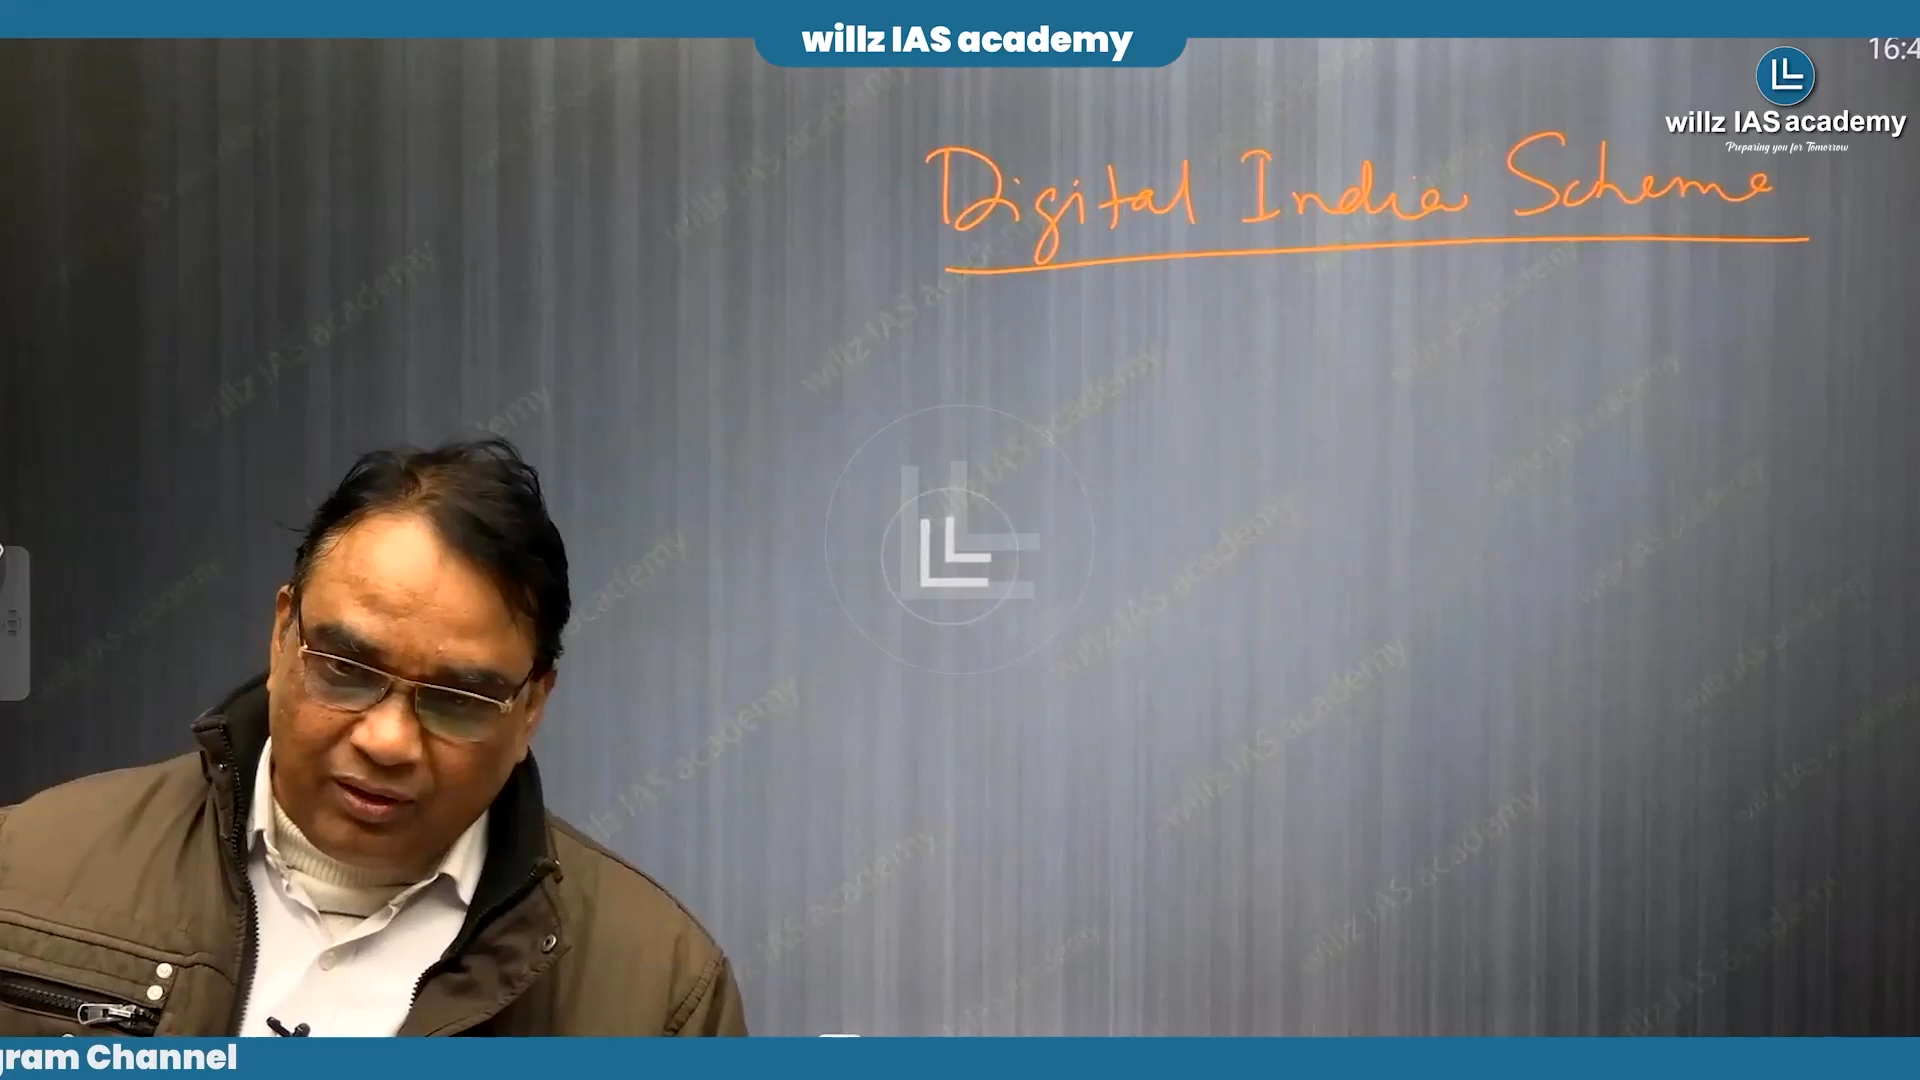 willz IAS academy
16:4
willz IAS academy
Preparing you for Tomorrow
Digital India Scheme
gram Channel